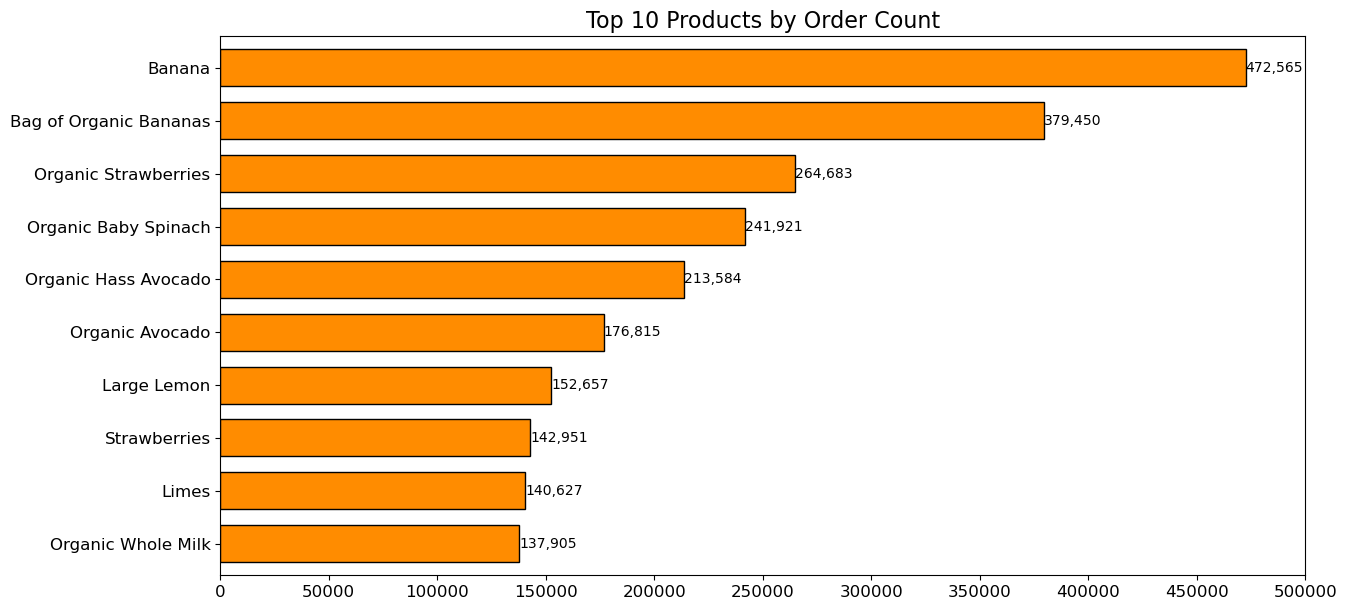 Top 10 Products by Order Count
Banana 472,565
Bag of Organic Bananas 379,450
Organic Strawberries 264,683
Organic Baby Spinach 241,921
Organic Hass Avocado 213,584
Organic Avocado 176,815
Large Lemon 152,657
Strawberries 142,951
Limes 140,627
Organic Whole Milk 137,905
0 50000 100000 150000 200000 250000 300000 350000 400000 450000 500000